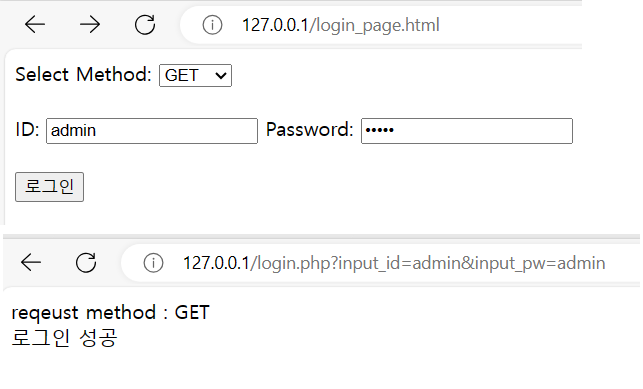 127.0.0.1/login_page.html
Select Method: GET
ID: admin Password: •••••
로그인
127.0.0.1/login.php?input_id=admin&input_pw=admin
reqeust method : GET
로그인 성공